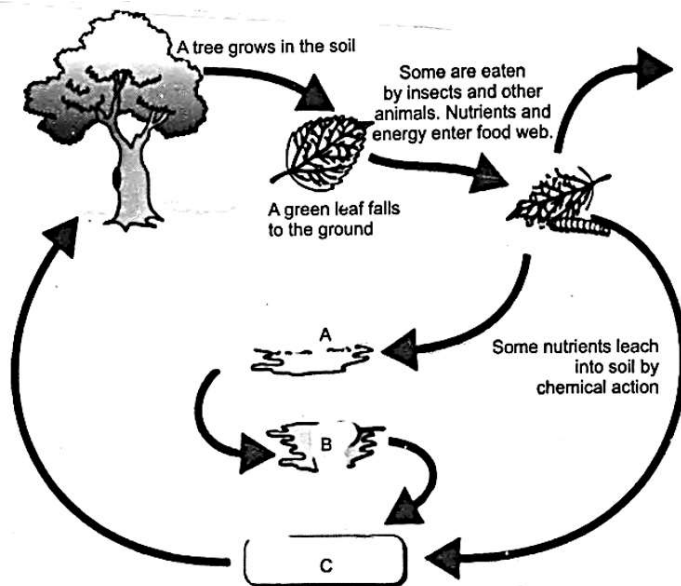 A tree grows in the soil
Some are eaten
by insects and other
animals. Nutrients and
energy enter food web.
A green leaf falls
to the ground
A
Some nutrients leach
into soil by
chemical action
B
C